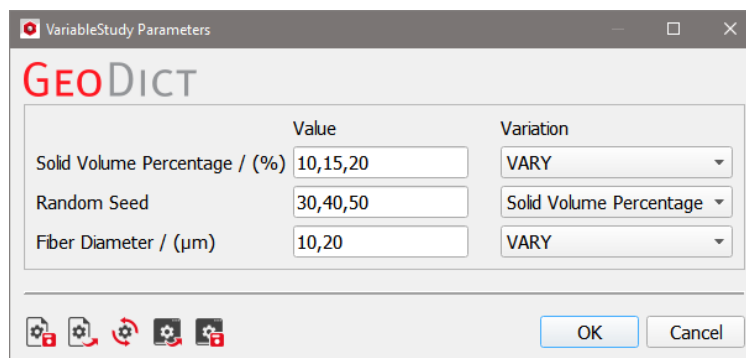 VariableStudy Parameters
GEODICT
Value Variation
Solid Volume Percentage / (%) 10,15,20 VARY
Random Seed 30,40,50 Solid Volume Percentage
Fiber Diameter / (µm) 10,20 VARY
OK Cancel